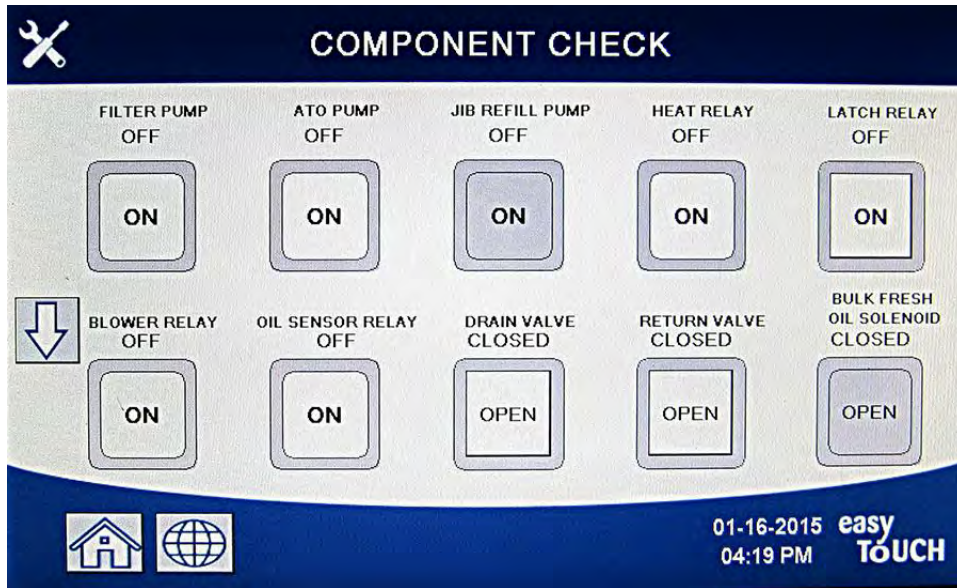 COMPONENT CHECK
FILTER PUMP
OFF
ON
ATO PUMP
OFF
ON
JIB REFILL PUMP
OFF
ON
HEAT RELAY
OFF
ON
LATCH RELAY
OFF
ON
BLOWER RELAY
OFF
ON
OIL SENSOR RELAY
OFF
ON
DRAIN VALVE
CLOSED
OPEN
RETURN VALVE
CLOSED
OPEN
BULK FRESH
OIL SOLENOID
CLOSED
OPEN
01-16-2015
04:19 PM
easy
ToUCH